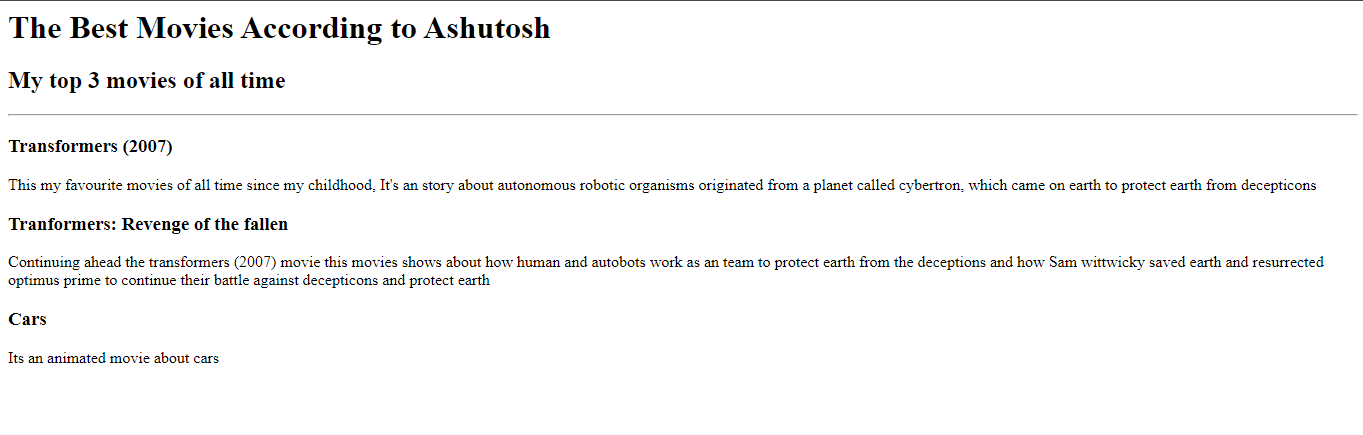 The Best Movies According to Ashutosh
My top 3 movies of all time
Transformers (2007)
This my favourite movies of all time since my childhood, It's an story about autonomous robotic organisms originated from a planet called cybertron, which came on earth to protect earth from decepticons
Tranformers: Revenge of the fallen
Continuing ahead the transformers (2007) movie this movies shows about how human and autobots work as an team to protect earth from the deceptions and how Sam wittwicky saved earth and resurrected
optimus prime to continue their battle against decepticons and protect earth
Cars
Its an animated movie about cars